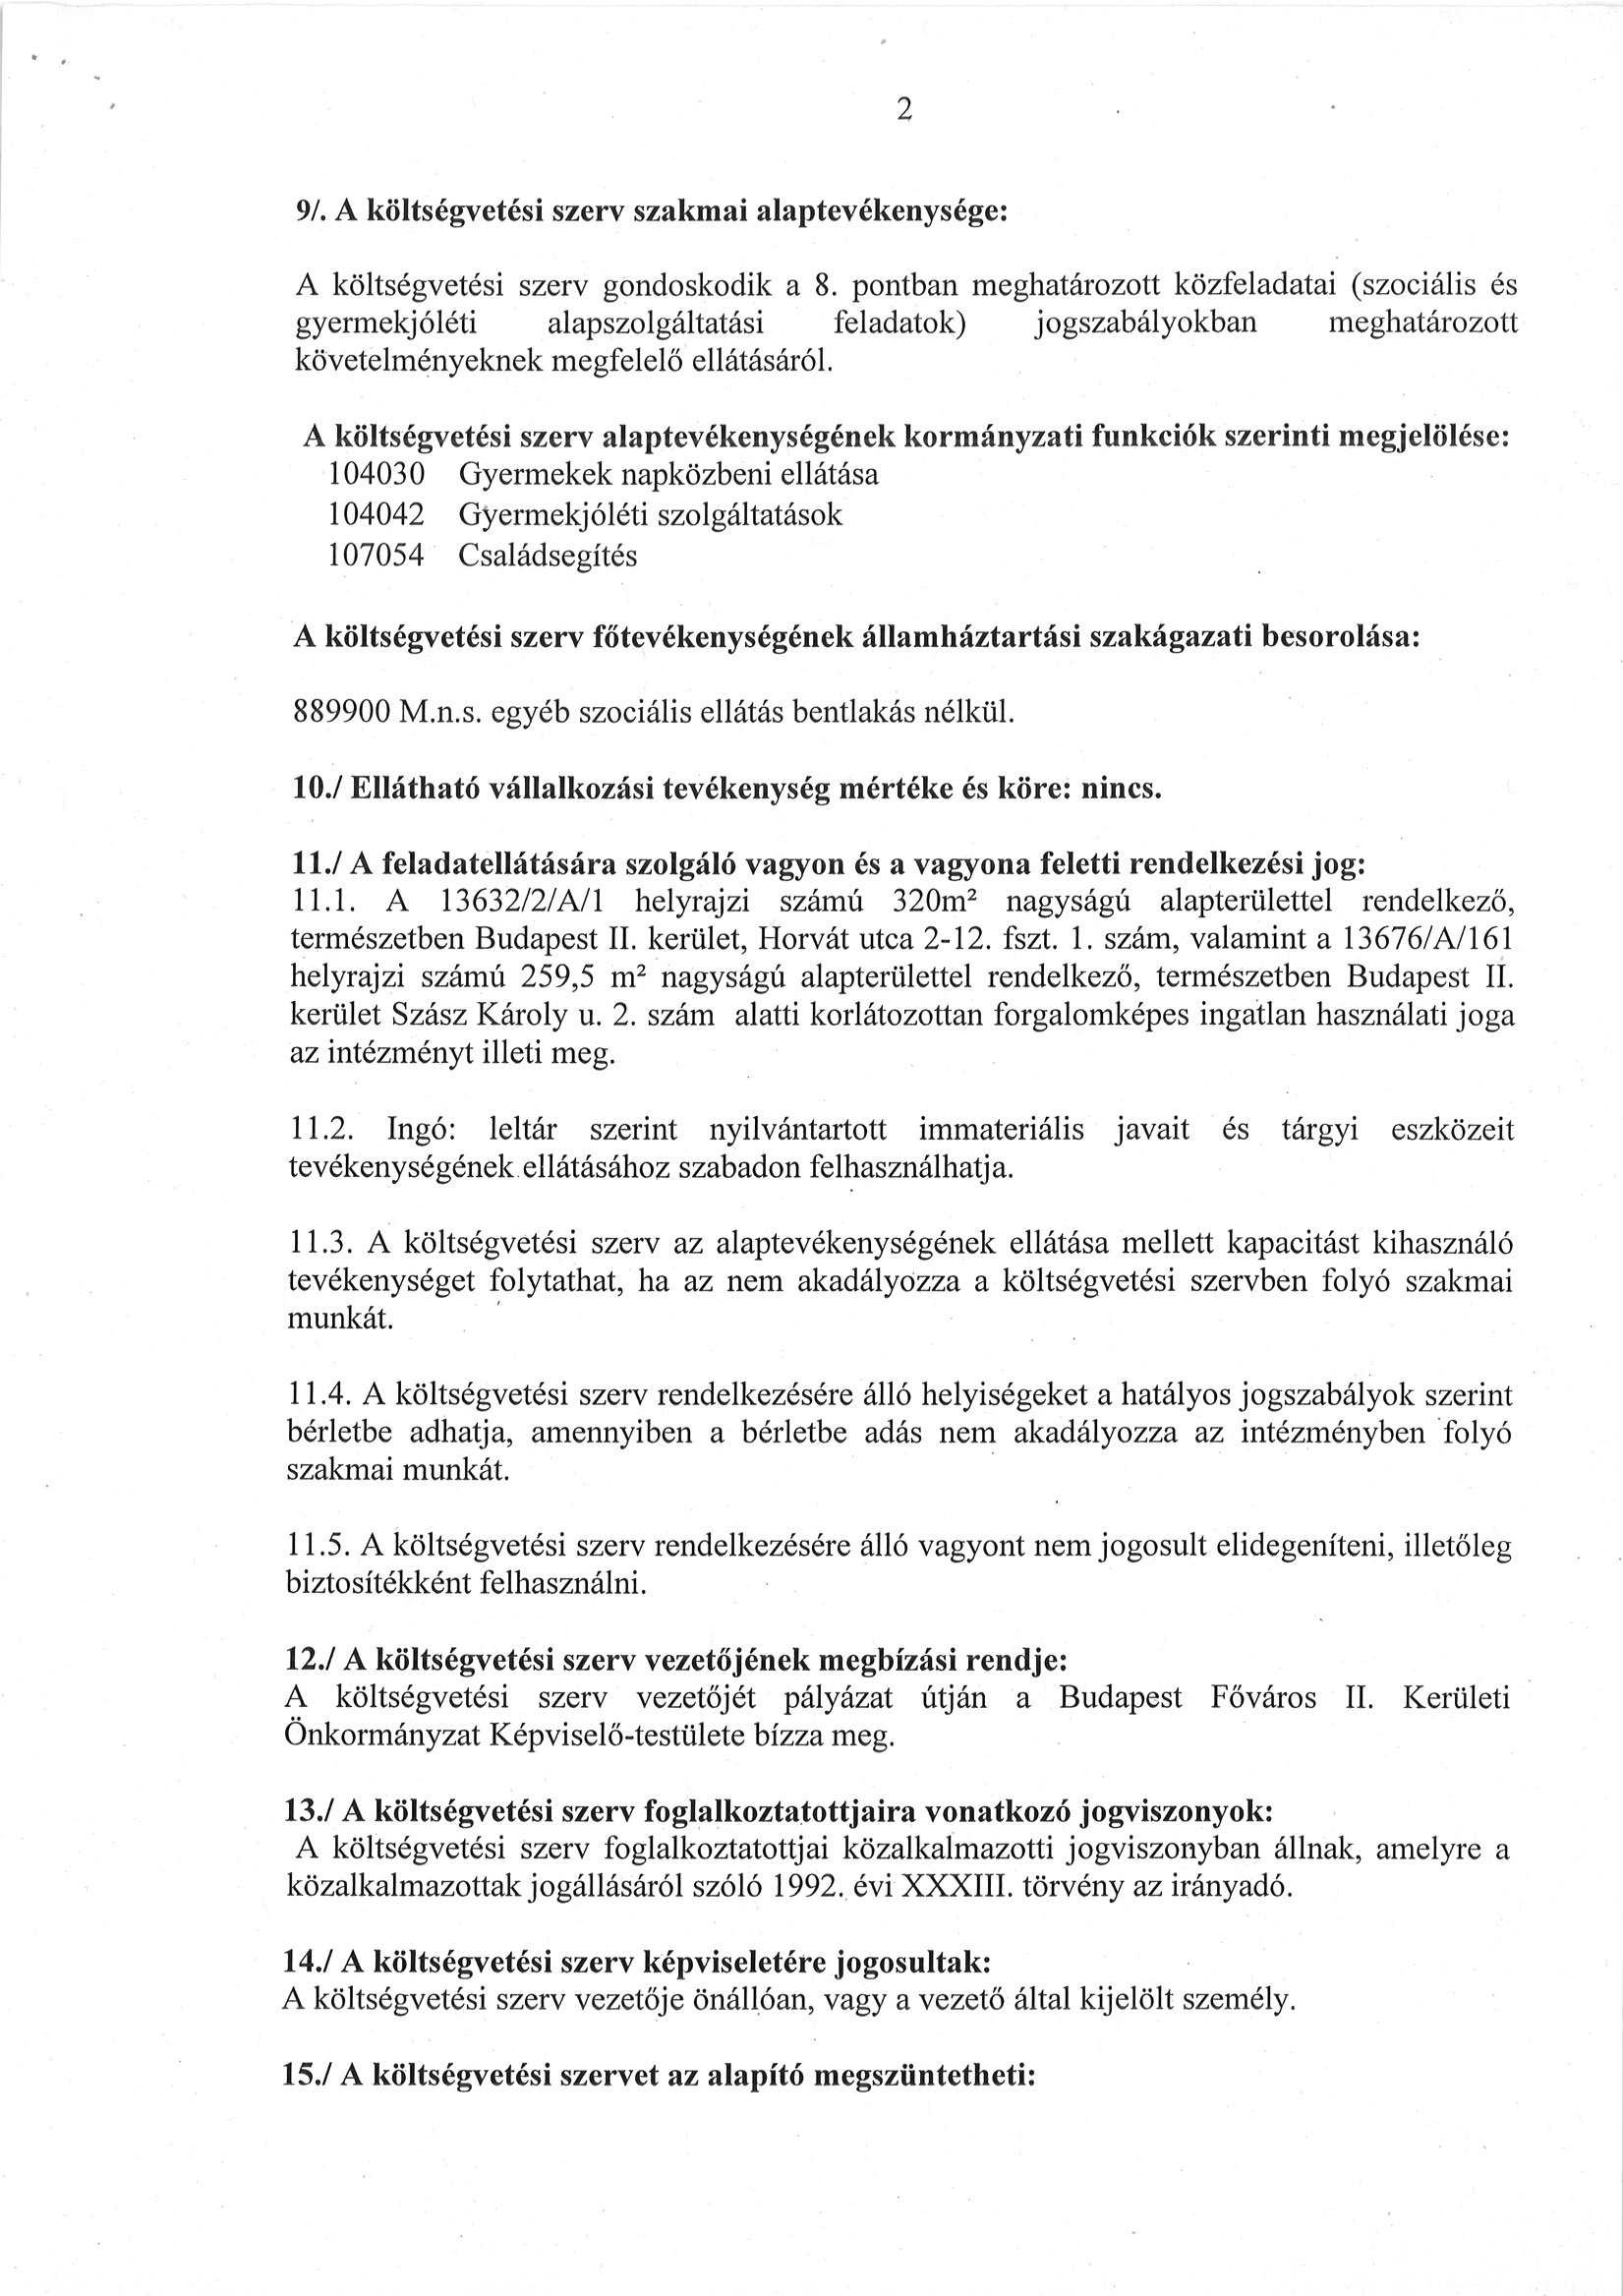 2
9/. A költségvetési szerv szakmai alaptevékenysége:
A költségvetési szerv gondoskodik a 8. pontban meghatározott közfeladatai (szociális és
gyermekjóléti alapszolgáltatási feladatok) jogszabályokban meghatározott
követelményeknek megfelelő ellátásáról.
A költségvetési szerv alaptevékenységének kormányzati funkciók szerinti megjelölése:
104030 Gyermekek napközbeni ellátása
104042 Gyermekjóléti szolgáltatások
107054 Családsegítés
A költségvetési szerv főtevékenységének államháztartási szakágazati besorolása:
889900 M.n.s. egyéb szociális ellátás bentlakás nélkül.
10./ Ellátható vállalkozási tevékenység mértéke és köre: nincs.
11./ A feladatellátására szolgáló vagyon és a vagyona feletti rendelkezési jog:
11.1. A 13632/2/A/1 helyrajzi számú 320m² nagyságú alapterülettel rendelkező,
természetben Budapest II. kerület, Horvát utca 2-12. fszt. 1. szám, valamint a 13676/A/161
helyrajzi számú 259,5 m² nagyságú alapterülettel rendelkező, természetben Budapest II.
kerület Szász Károly u. 2. szám alatti korlátozottan forgalomképes ingatlan használati joga
az intézményt illeti meg.
11.2. Ingó: leltár szerint nyilvántartott immateriális javait és tárgyi eszközeit
tevékenységének ellátásához szabadon felhasználhatja.
11.3. A költségvetési szerv az alaptevékenységének ellátása mellett kapacitást kihasználó
tevékenységet folytathat, ha az nem akadályozza a költségvetési szervben folyó szakmai
munkát.
11.4. A költségvetési szerv rendelkezésére álló helyiségeket a hatályos jogszabályok szerint
bérletbe adhatja, amennyiben a bérletbe adás nem akadályozza az intézményben folyó
szakmai munkát.
11.5. A költségvetési szerv rendelkezésére álló vagyont nem jogosult elidegeníteni, illetőleg
biztosítékként felhasználni.
12./ A költségvetési szerv vezetőjének megbízási rendje:
A költségvetési szerv vezetőjét pályázat útján a Budapest Főváros II. Kerületi
Önkormányzat Képviselő-testülete bízza meg.
13./ A költségvetési szerv foglalkoztatottjaira vonatkozó jogviszonyok:
A költségvetési szerv foglalkoztatottjai közalkalmazotti jogviszonyban állnak, amelyre a
közalkalmazottak jogállásáról szóló 1992. évi XXXIII. törvény az irányadó.
14./ A költségvetési szerv képviseletére jogosultak:
A költségvetési szerv vezetője önállóan, vagy a vezető által kijelölt személy.
15./ A költségvetési szervet az alapító megszüntetheti: